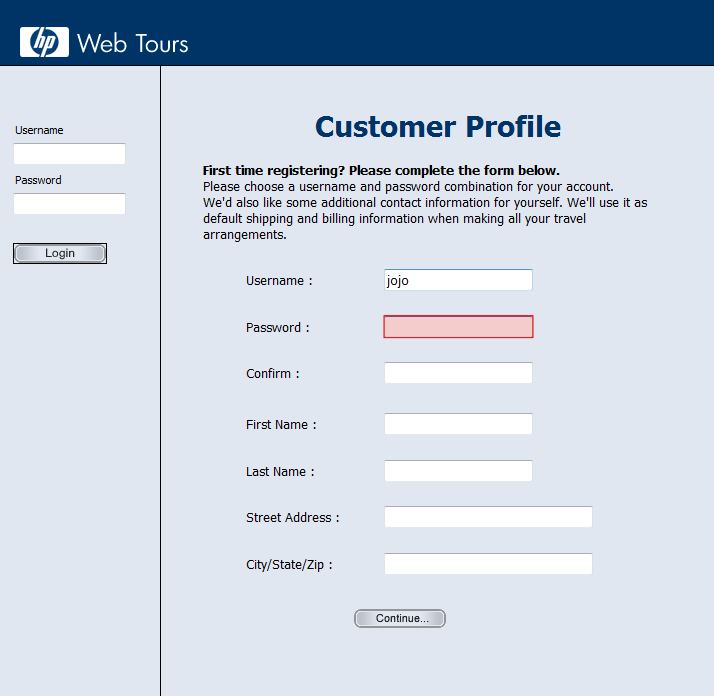 hp Web Tours
Username
Password
Login
Customer Profile
First time registering? Please complete the form below.
Please choose a username and password combination for your account.
We'd also like some additional contact information for yourself. We'll use it as
default shipping and billing information when making all your travel
arrangements.
Username : jojo
Password :
Confirm :
First Name :
Last Name :
Street Address :
City/State/Zip :
Continue...